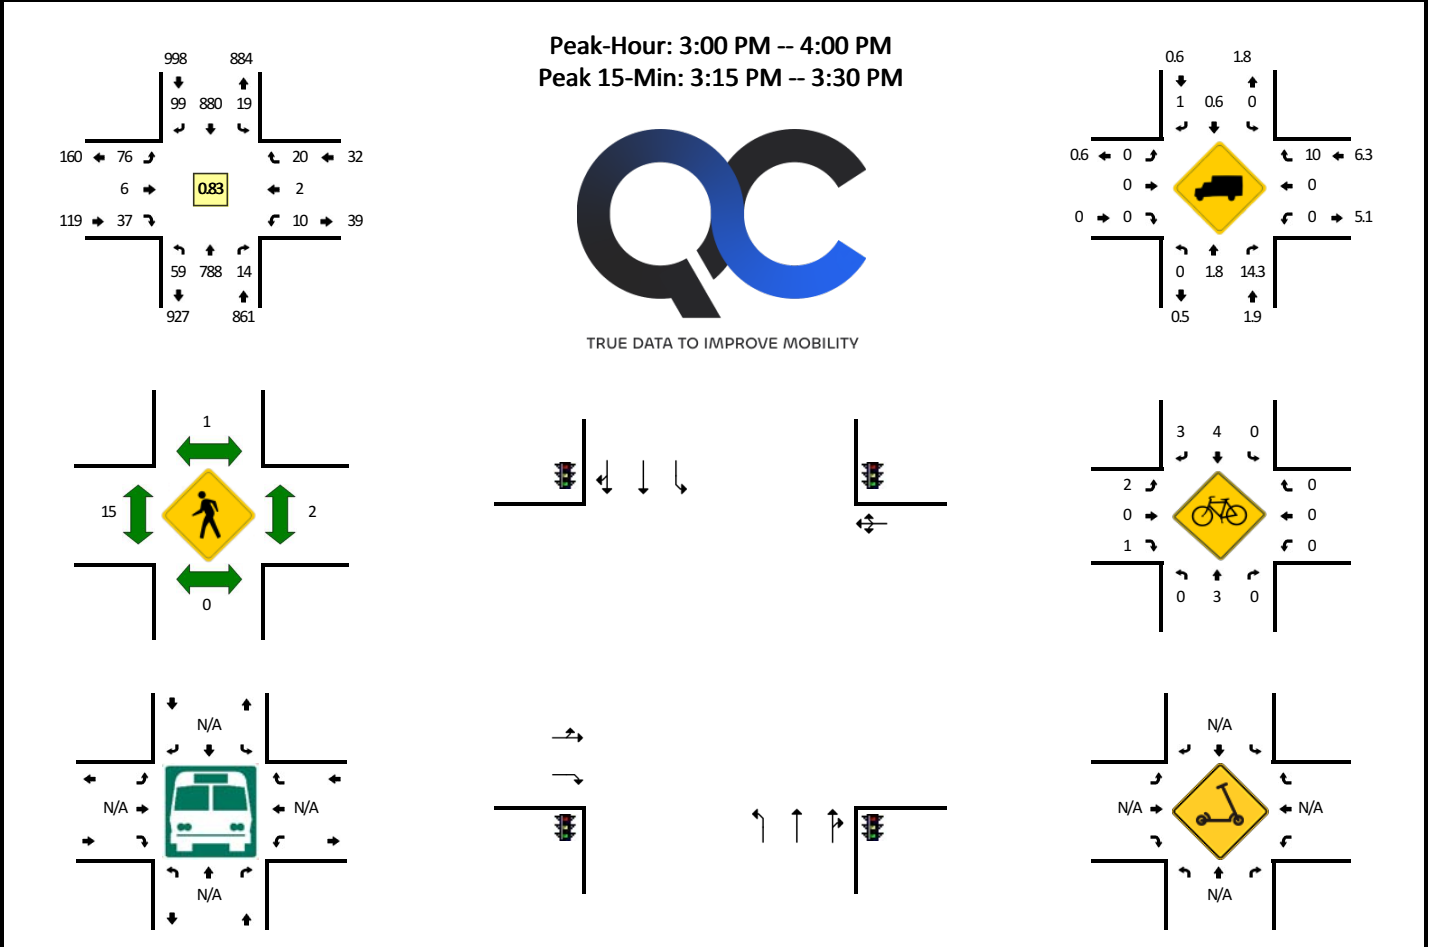 Peak-Hour: 3:00 PM -- 4:00 PM
Peak 15-Min: 3:15 PM -- 3:30 PM
998 884
99 880 19
160 76 20 32
6 0.83 2
119 37 10 39
59 788 14
927 861
QC
TRUE DATA TO IMPROVE MOBILITY
0.6 1.8
1 0.6 0
0.6 0 10 6.3
0 0
0 0 0 5.1
0 1.8 14.3
0.5 1.9
1
15 2
0
3 4 0
2 0
0 0
1 0
0 3 0
N/A
N/A N/A
N/A
N/A
N/A N/A
N/A